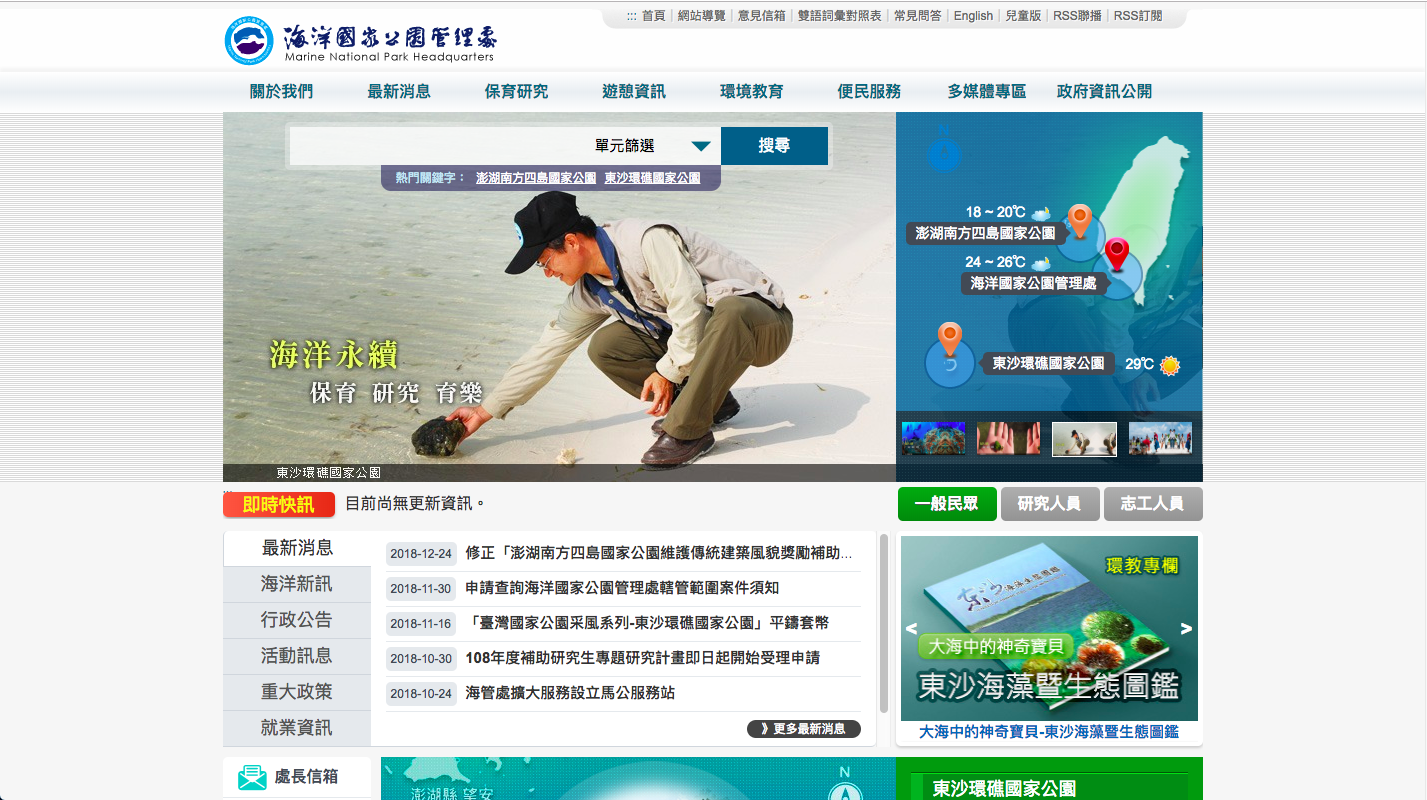 ::: 首頁 | 網站導覽 | 意見信箱 | 雙語詞彙對照表 | 常見問答 | English | 兒童版 | RSS聯播 | RSS訂閱
海洋國家公園管理處
Marine National Park Headquarters
關於我們 最新消息 保育研究 遊憩資訊 環境教育 便民服務 多媒體專區 政府資訊公開
單元篩選 搜尋
熱門關鍵字： 澎湖南方四島國家公園 東沙環礁國家公園
18 ~ 20℃
澎湖南方四島國家公園
24 ~ 26℃
海洋國家公園管理處
東沙環礁國家公園 29℃
海洋永續
保育 研究 育樂
東沙環礁國家公園
即時快訊 目前尚無更新資訊。
一般民眾 研究人員 志工人員
最新消息
海洋新訊
行政公告
活動訊息
重大政策
就業資訊
2018-12-24 修正「澎湖南方四島國家公園維護傳統建築風貌獎勵補助...
2018-11-30 申請查詢海洋國家公園管理處轄管範圍案件須知
2018-11-16 「臺灣國家公園采風系列-東沙環礁國家公園」平鑄套幣
2018-10-30 108年度補助研究生專題研究計畫即日起開始受理申請
2018-10-24 海管處擴大服務設立馬公服務站
》更多最新消息
環教專欄
東沙海藻生態圖鑑
< >
大海中的神奇寶貝
東沙海藻暨生態圖鑑
大海中的神奇寶貝-東沙海藻暨生態圖鑑
處長信箱
澎湖縣 望安
N
東沙環礁國家公園